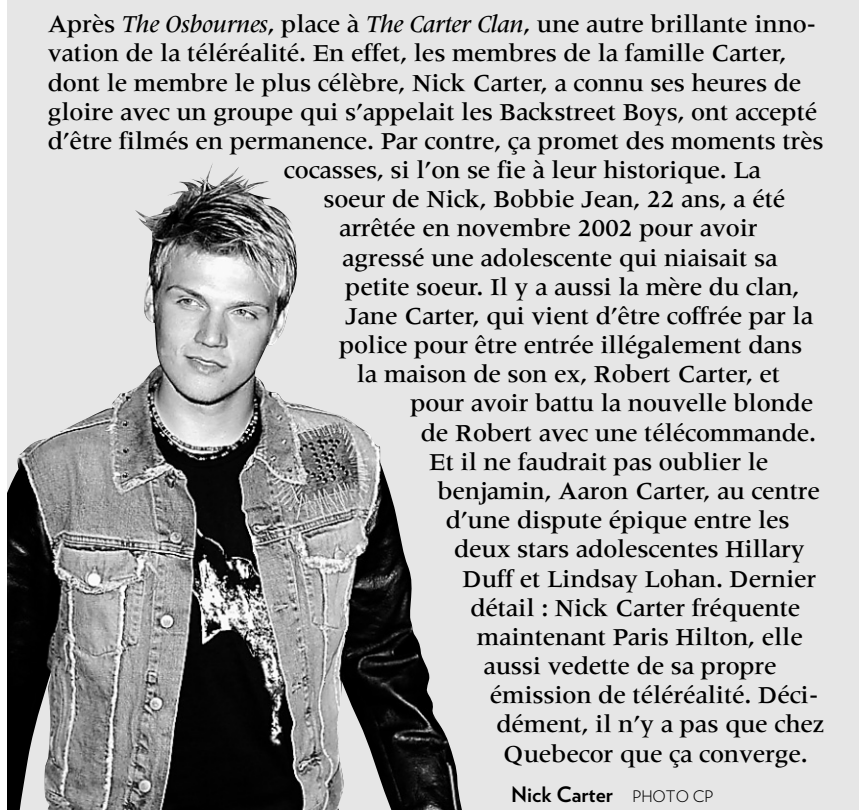 Après The Osbournes, place à The Carter Clan, une autre brillante inno-
vation de la téléréalité. En effet, les membres de la famille Carter,
dont le membre le plus célèbre, Nick Carter, a connu ses heures de
gloire avec un groupe qui s’appelait les Backstreet Boys, ont accepté
d’être filmés en permanence. Par contre, ça promet des moments très
cocasses, si l’on se fie à leur historique. La
soeur de Nick, Bobbie Jean, 22 ans, a été
arrêtée en novembre 2002 pour avoir
agressé une adolescente qui niaisait sa
petite soeur. Il y a aussi la mère du clan,
Jane Carter, qui vient d’être coffrée par la
police pour être entrée illégalement dans
la maison de son ex, Robert Carter, et
pour avoir battu la nouvelle blonde
de Robert avec une télécommande.
Et il ne faudrait pas oublier le
benjamin, Aaron Carter, au centre
d’une dispute épique entre les
deux stars adolescentes Hillary
Duff et Lindsay Lohan. Dernier
détail : Nick Carter fréquente
maintenant Paris Hilton, elle
aussi vedette de sa propre
émission de téléréalité. Déci-
dément, il n’y a pas que chez
Quebecor que ça converge.
Nick Carter PHOTO CP